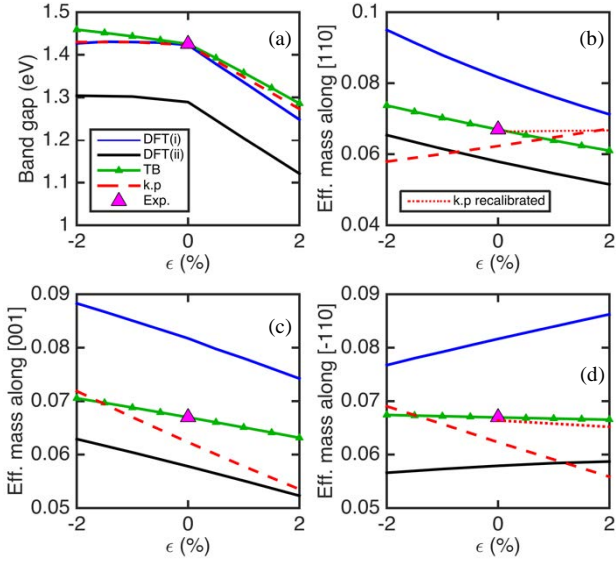 (a)
Band gap (eV)
1.5
1.4
1.3
1.2
1.1
1
DFT(i)
DFT(ii)
TB
k.p
Exp.
-2 0 2
ϵ (%)
(b)
Eff. mass along [110]
0.1
0.08
0.06
0.04
k.p recalibrated
-2 0 2
ϵ (%)
(c)
Eff. mass along [001]
0.09
0.08
0.07
0.06
0.05
-2 0 2
ϵ (%)
(d)
Eff. mass along [-110]
0.09
0.08
0.07
0.06
0.05
-2 0 2
ϵ (%)